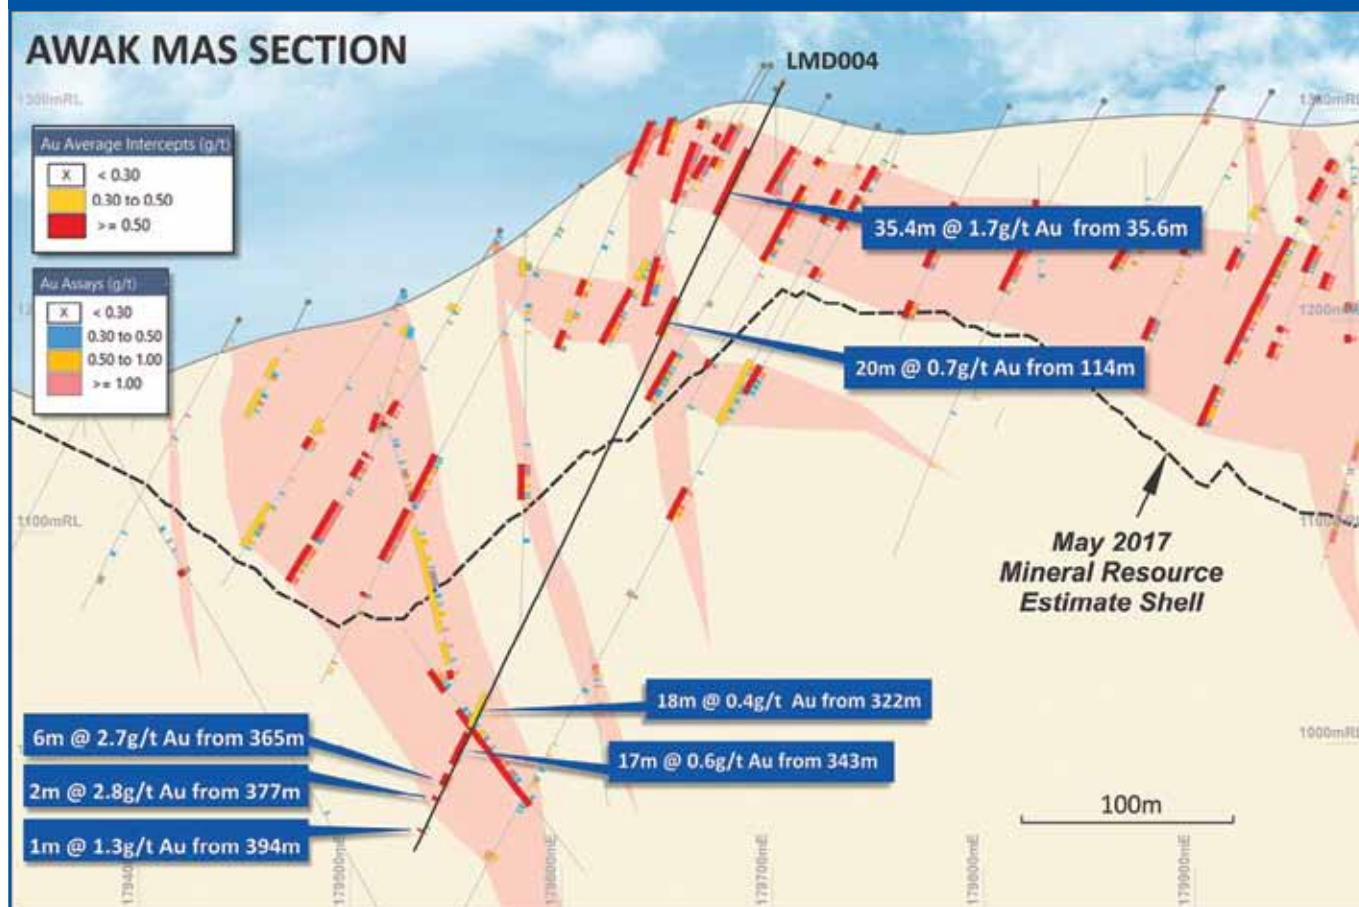 AWAK MAS SECTION
LMD004
1300mRL
1300mRL
Au Average Intercepts (g/t)
X < 0.30
0.30 to 0.50
>= 0.50
35.4m @ 1.7g/t Au from 35.6m
Au Assays (g/t)
X < 0.30
0.30 to 0.50
0.50 to 1.00
>= 1.00
1200mRL
20m @ 0.7g/t Au from 114m
1100mRL
1100mRL
May 2017
Mineral Resource
Estimate Shell
18m @ 0.4g/t Au from 322m
6m @ 2.7g/t Au from 365m
1000mRL
17m @ 0.6g/t Au from 343m
2m @ 2.8g/t Au from 377m
100m
1m @ 1.3g/t Au from 394m
179500mE
179600mE
179700mE
179800mE
179900mE